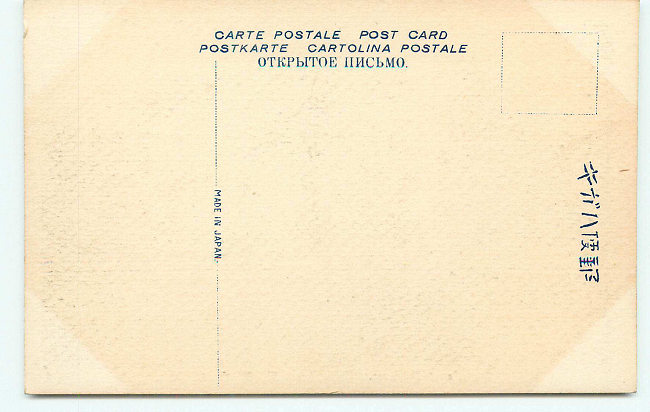 CARTE POSTALE POST CARD
POSTKARTE CARTOLINA POSTALE
ОТКРЫТОЕ ПИСЬМО.
MADE IN JAPAN.
郵便ハガキ